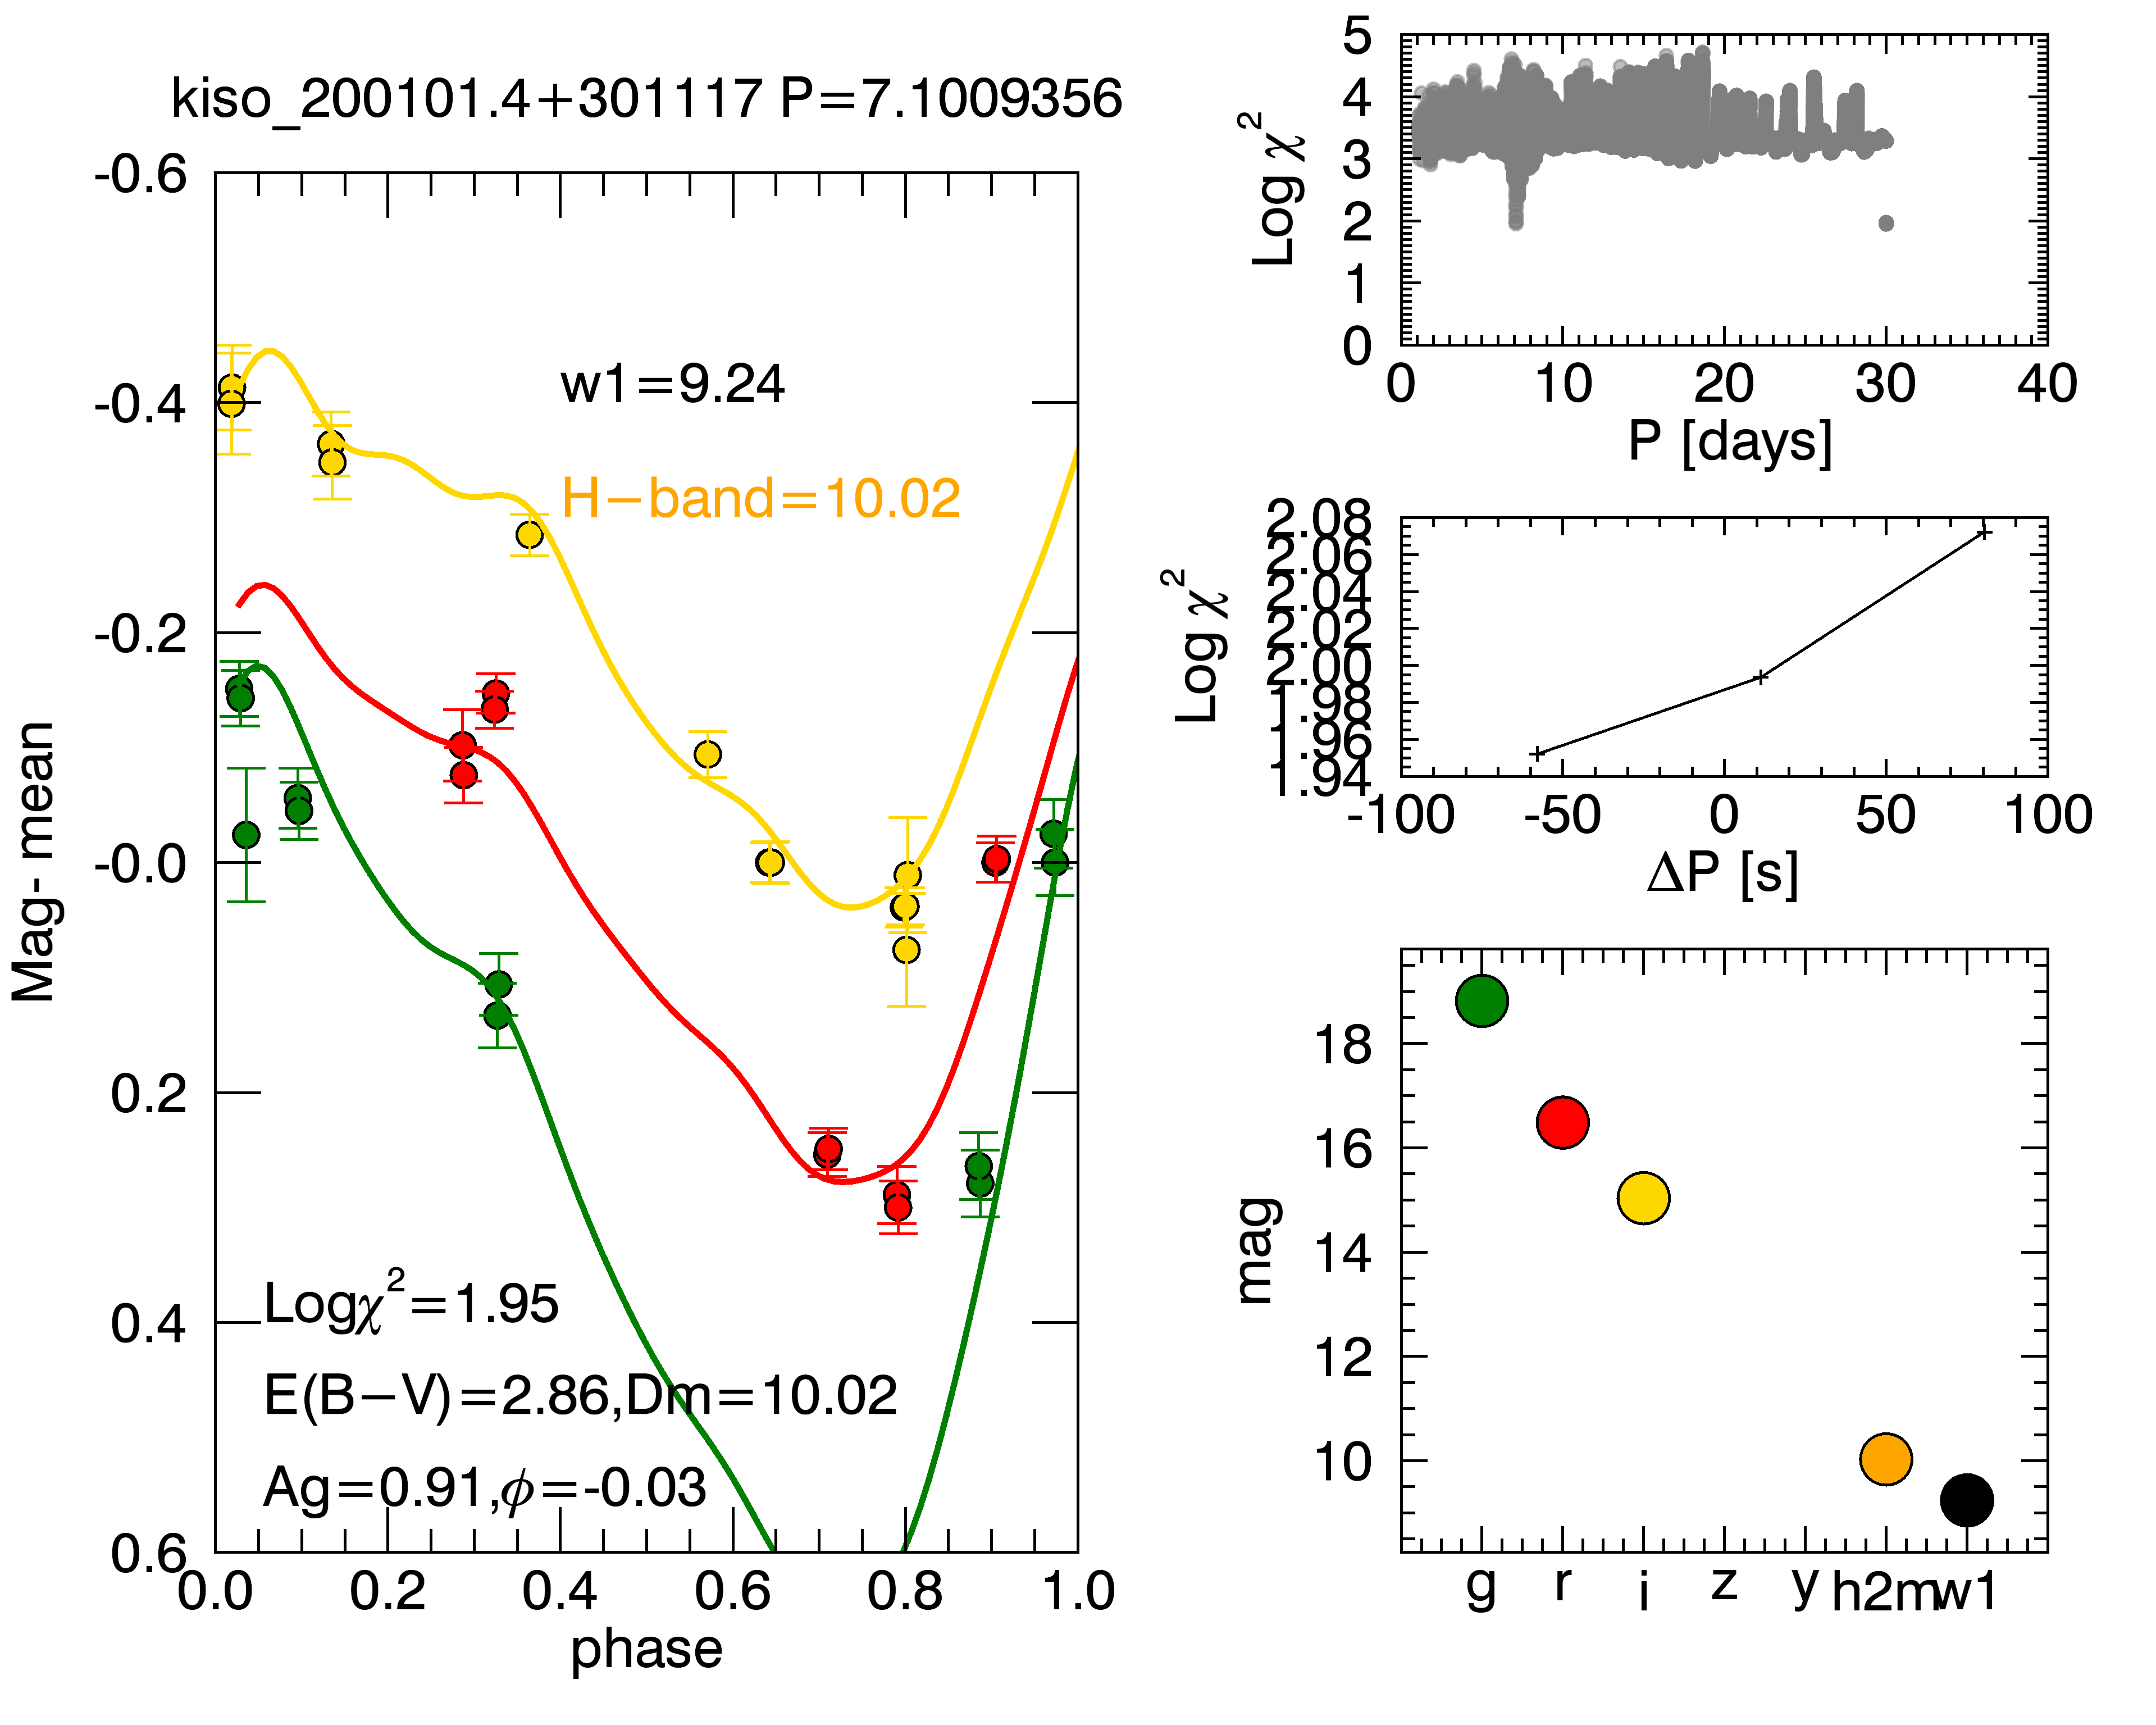 kiso_200101.4+301117 P=7.1009356
-0.6
-0.4
-0.2
-0.0
0.2
0.4
0.6
Mag- mean
w1=9.24
H-band=10.02
Logχ²=1.95
E(B-V)=2.86,Dm=10.02
Ag=0.91,ϕ=-0.03
0.0 0.2 0.4 0.6 0.8 1.0
phase
5
4
3
2
1
0
Log χ²
0 10 20 30 40
P [days]
2.08
2.06
2.04
2.02
2.00
1.98
1.96
1.94
Log χ²
-100 -50 0 50 100
ΔP [s]
18
16
14
12
10
mag
g r i z y h2m w1